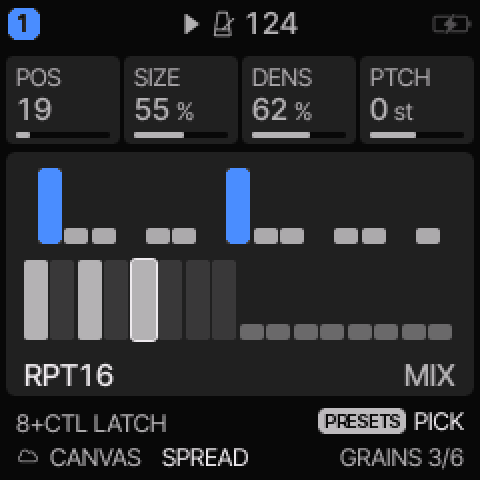 1 124
POS SIZE DENS PTCH
19 55 % 62 % 0 st
RPT16 MIX
8+CTL LATCH PRESETS PICK
CANVAS SPREAD GRAINS 3/6